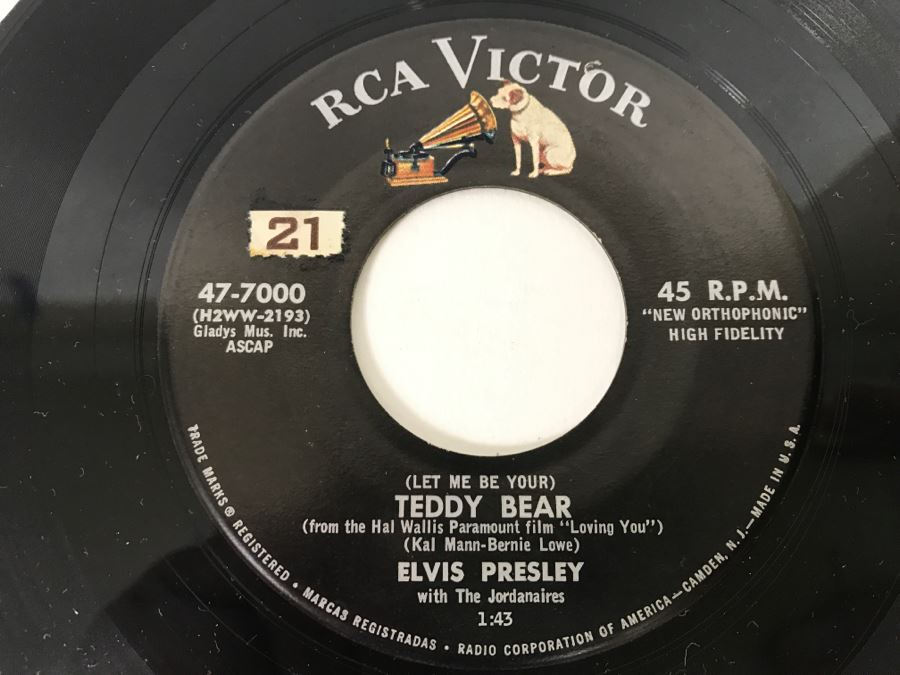 RCA VICTOR
21
47-7000
(H2WW-2193)
Gladys Mus. Inc.
ASCAP
45 R.P.M.
"NEW ORTHOPHONIC"
HIGH FIDELITY
(LET ME BE YOUR)
TEDDY BEAR
(from the Hal Wallis Paramount film "Loving You")
(Kal Mann-Bernie Lowe)
ELVIS PRESLEY
with The Jordanaires
1:43
TRADE MARKS ® REGISTERED • MARCAS REGISTRADAS • RADIO CORPORATION OF AMERICA—CAMDEN, N. J.—MADE IN U. S. A.